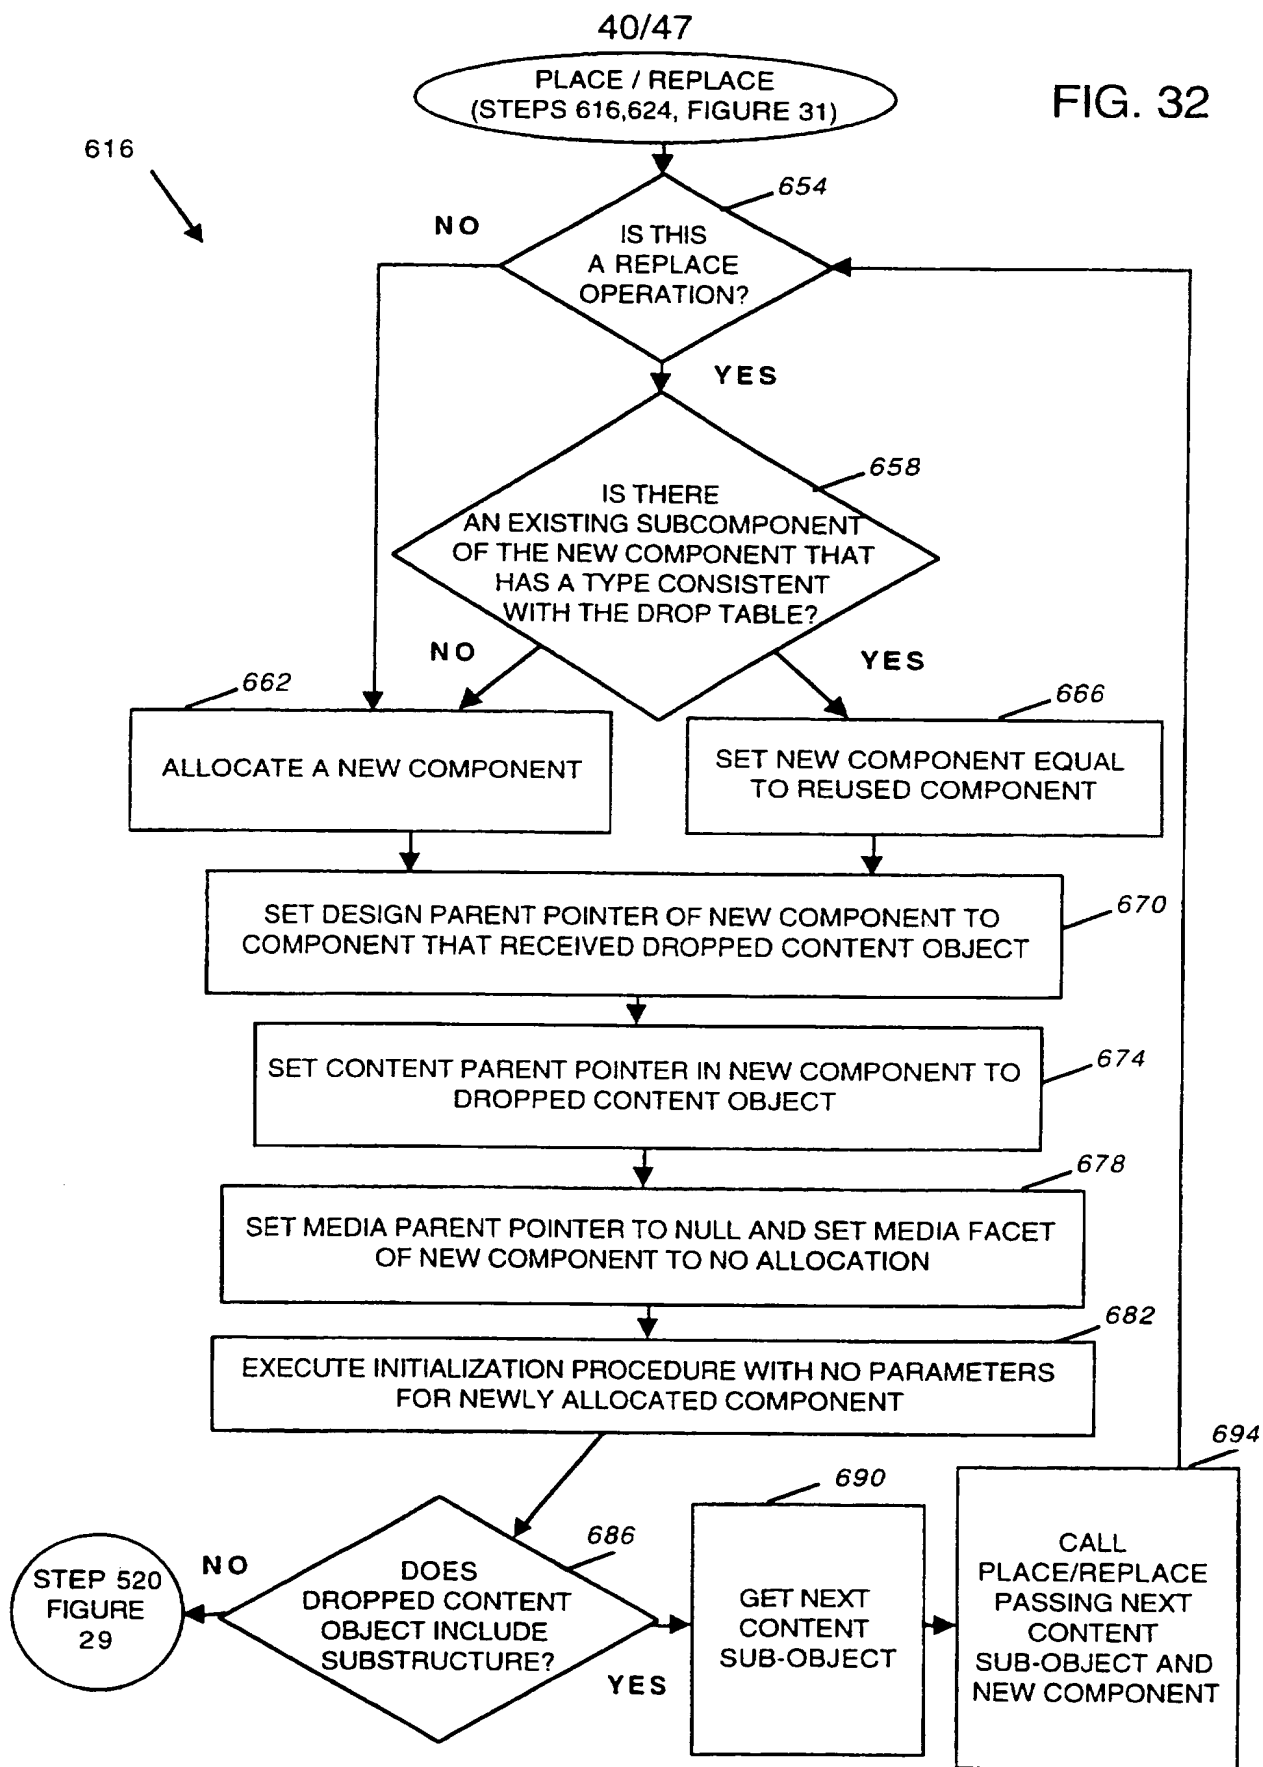 40/47
PLACE / REPLACE
(STEPS 616,624, FIGURE 31)
FIG. 32
616
654
NO
IS THIS
A REPLACE
OPERATION?
YES
658
IS THERE
AN EXISTING SUBCOMPONENT
OF THE NEW COMPONENT THAT
HAS A TYPE CONSISTENT
WITH THE DROP TABLE?
NO
YES
662
666
ALLOCATE A NEW COMPONENT
SET NEW COMPONENT EQUAL
TO REUSED COMPONENT
SET DESIGN PARENT POINTER OF NEW COMPONENT TO
COMPONENT THAT RECEIVED DROPPED CONTENT OBJECT
670
SET CONTENT PARENT POINTER IN NEW COMPONENT TO
DROPPED CONTENT OBJECT
674
678
SET MEDIA PARENT POINTER TO NULL AND SET MEDIA FACET
OF NEW COMPONENT TO NO ALLOCATION
682
EXECUTE INITIALIZATION PROCEDURE WITH NO PARAMETERS
FOR NEWLY ALLOCATED COMPONENT
694
690
686
STEP 520
FIGURE
29
NO
DOES
DROPPED CONTENT
OBJECT INCLUDE
SUBSTRUCTURE?
YES
GET NEXT
CONTENT
SUB-OBJECT
CALL
PLACE/REPLACE
PASSING NEXT
CONTENT
SUB-OBJECT AND
NEW COMPONENT